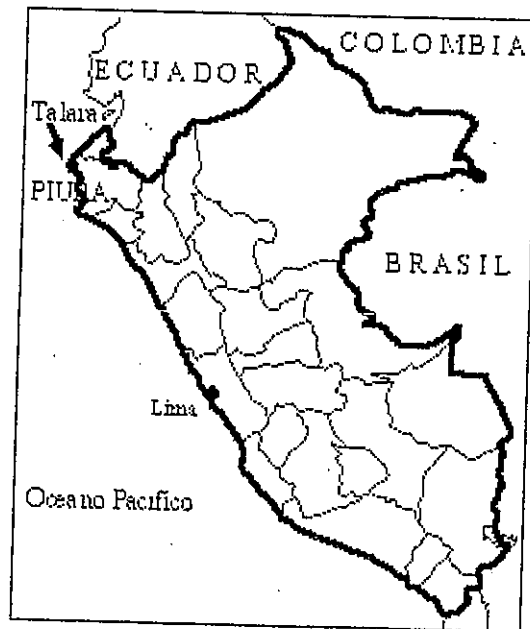 COLOMBIA
ECUADOR
Talara
PIURA
BRASIL
Lima
Oceano Pacifico